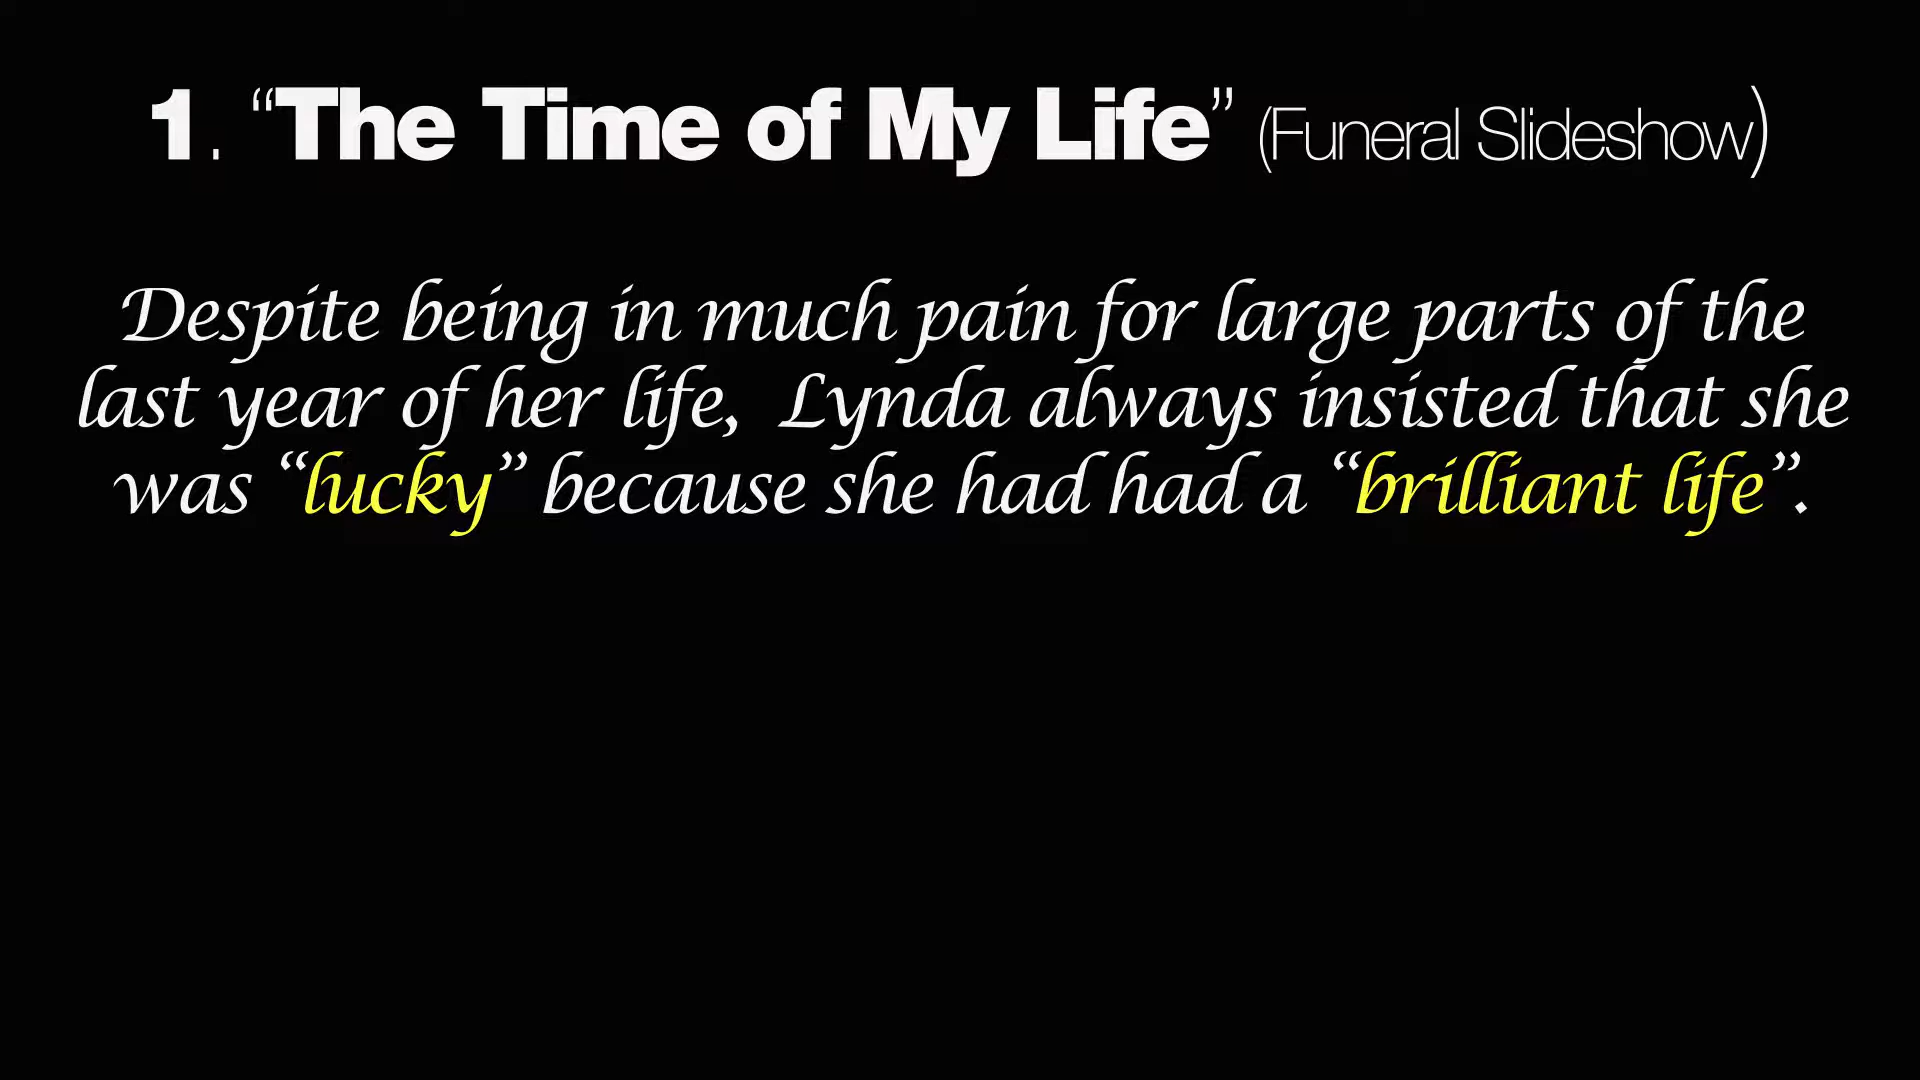 1. “The Time of My Life” (Funeral Slideshow)
Despite being in much pain for large parts of the
last year of her life, Lynda always insisted that she
was “lucky” because she had had a “brilliant life”.